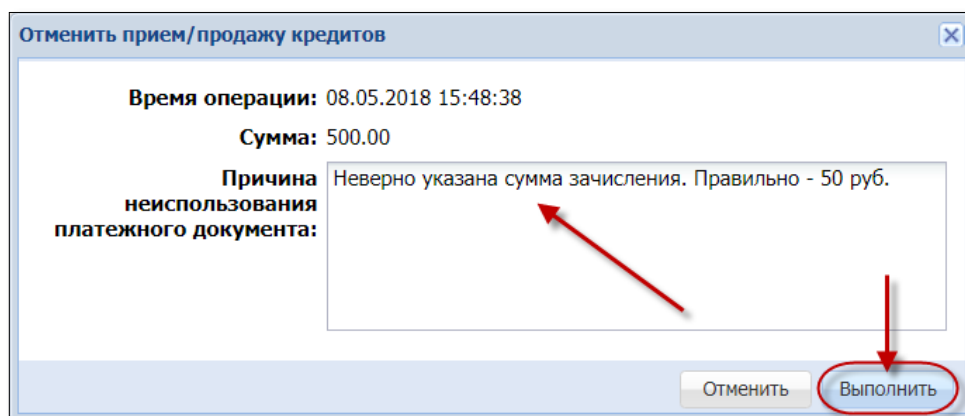 Отменить прием/продажу кредитов
Время операции: 08.05.2018 15:48:38
Сумма: 500.00
Причина неиспользования платежного документа:
Неверно указана сумма зачисления. Правильно - 50 руб.
Отменить
Выполнить